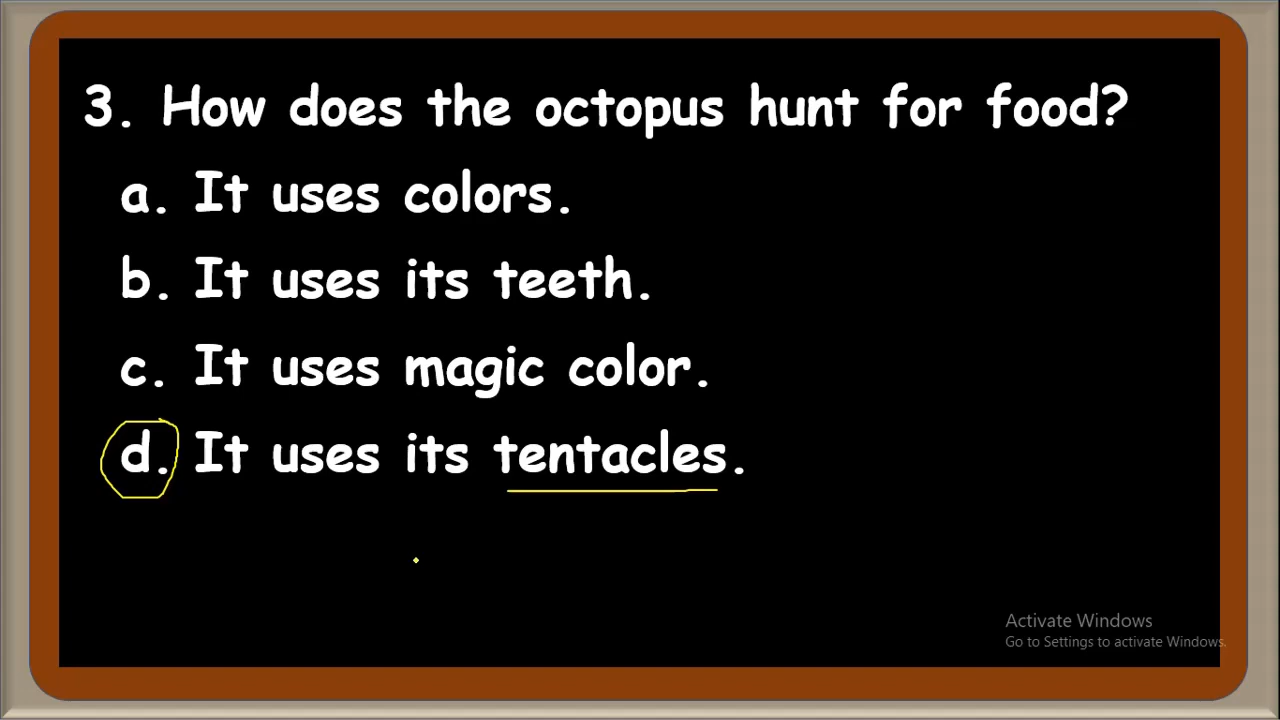 3. How does the octopus hunt for food?
a. It uses colors.
b. It uses its teeth.
c. It uses magic color.
d. It uses its tentacles.
Activate Windows
Go to Settings to activate Windows.